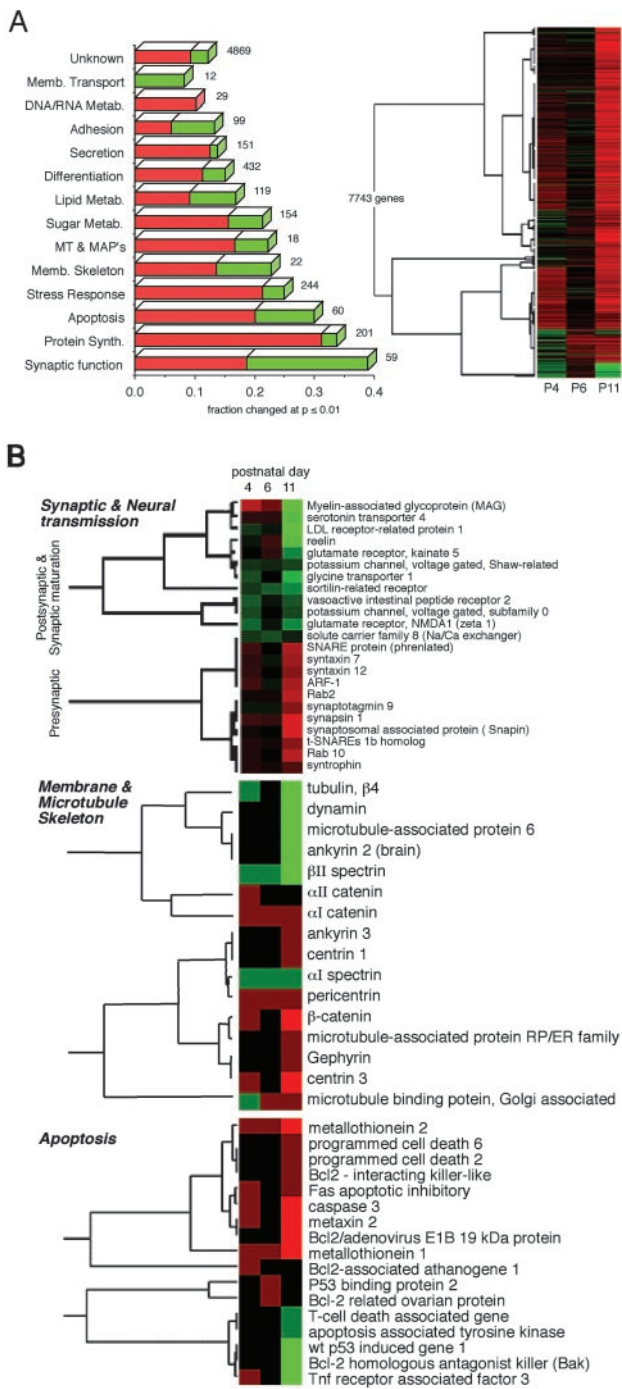 A
Unknown 4869
Memb. Transport 12
DNA/RNA Metab. 29
Adhesion 99
Secretion 151
Differentiation 432
Lipid Metab. 119
Sugar Metab. 154
MT & MAP's 18
Memb. Skeleton 22
Stress Response 244
Apoptosis 60
Protein Synth. 201
Synaptic function 59
0.0 0.1 0.2 0.3 0.4
fraction changed at p ≤ 0.01
7743 genes
P4 P6 P11
B
postnatal day
4 6 11
Synaptic & Neural
transmission
Postsynaptic &
Synaptic maturation
Presynaptic
Myelin-associated glycoprotein (MAG)
serotonin transporter 4
LDL receptor-related protein 1
reelin
glutamate receptor, kainate 5
potassium channel, voltage gated, Shaw-related
glycine transporter 1
sortilin-related receptor
vasoactive intestinal peptide receptor 2
potassium channel, voltage gated, subfamily 0
glutamate receptor, NMDA1 (zeta 1)
solute carrier family 8 (Na/Ca exchanger)
SNARE protein (phrenlated)
syntaxin 7
syntaxin 12
ARF-1
Rab2
synaptotagmin 9
synapsin 1
synaptosomal associated protein ( Snapin)
t-SNAREs 1b homolog
Rab 10
syntrophin
Membrane &
Microtubule
Skeleton
tubulin, β4
dynamin
microtubule-associated protein 6
ankyrin 2 (brain)
βII spectrin
αII catenin
αI catenin
ankyrin 3
centrin 1
αI spectrin
pericentrin
β-catenin
microtubule-associated protein RP/ER family
Gephyrin
centrin 3
microtubule binding potein, Golgi associated
Apoptosis
metallothionein 2
programmed cell death 6
programmed cell death 2
Bcl2 - interacting killer-like
Fas apoptotic inhibitory
caspase 3
metaxin 2
Bcl2/adenovirus E1B 19 kDa protein
metallothionein 1
Bcl2-associated athanogene 1
P53 binding protein 2
Bcl-2 related ovarian protein
T-cell death associated gene
apoptosis associated tyrosine kinase
wt p53 induced gene 1
Bcl-2 homologous antagonist killer (Bak)
Tnf receptor associated factor 3